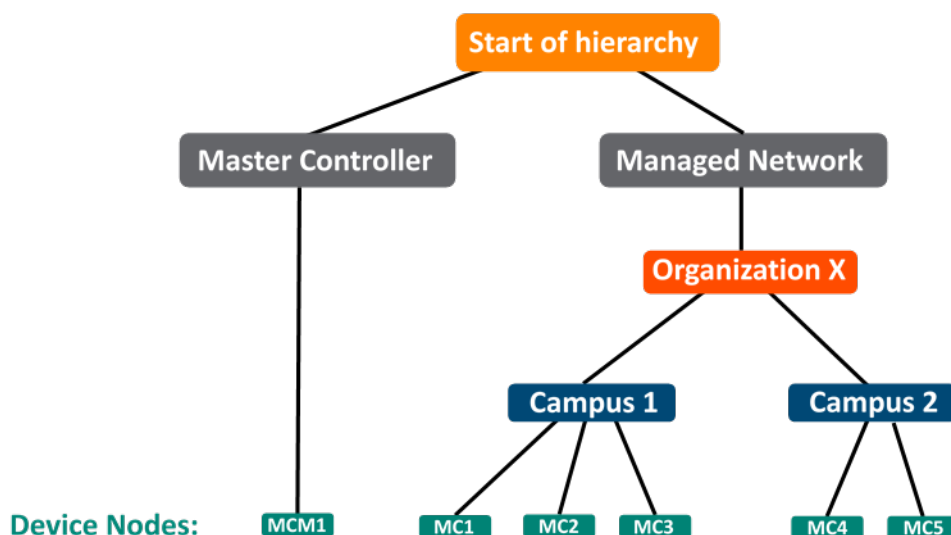 Start of hierarchy
Master Controller
Managed Network
Organization X
Campus 1
Campus 2
Device Nodes:
MCM1
MC1
MC2
MC3
MC4
MC5